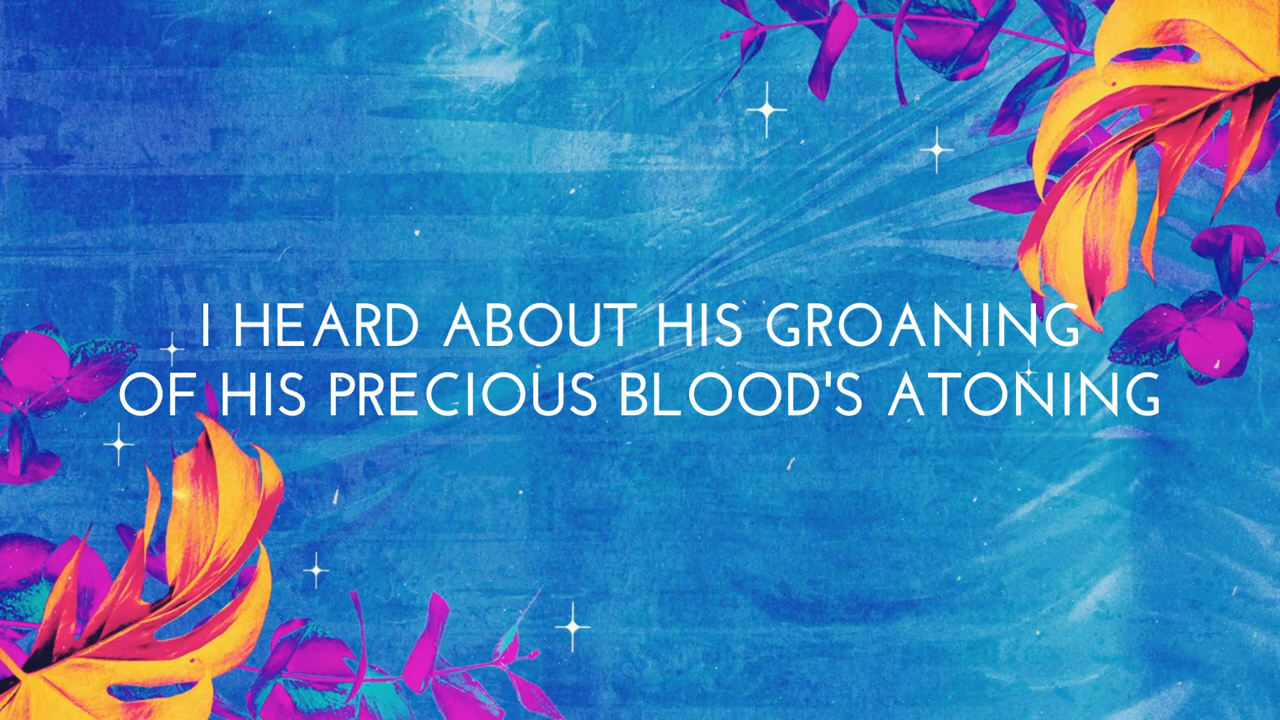 I HEARD ABOUT HIS GROANING
OF HIS PRECIOUS BLOOD'S ATONING